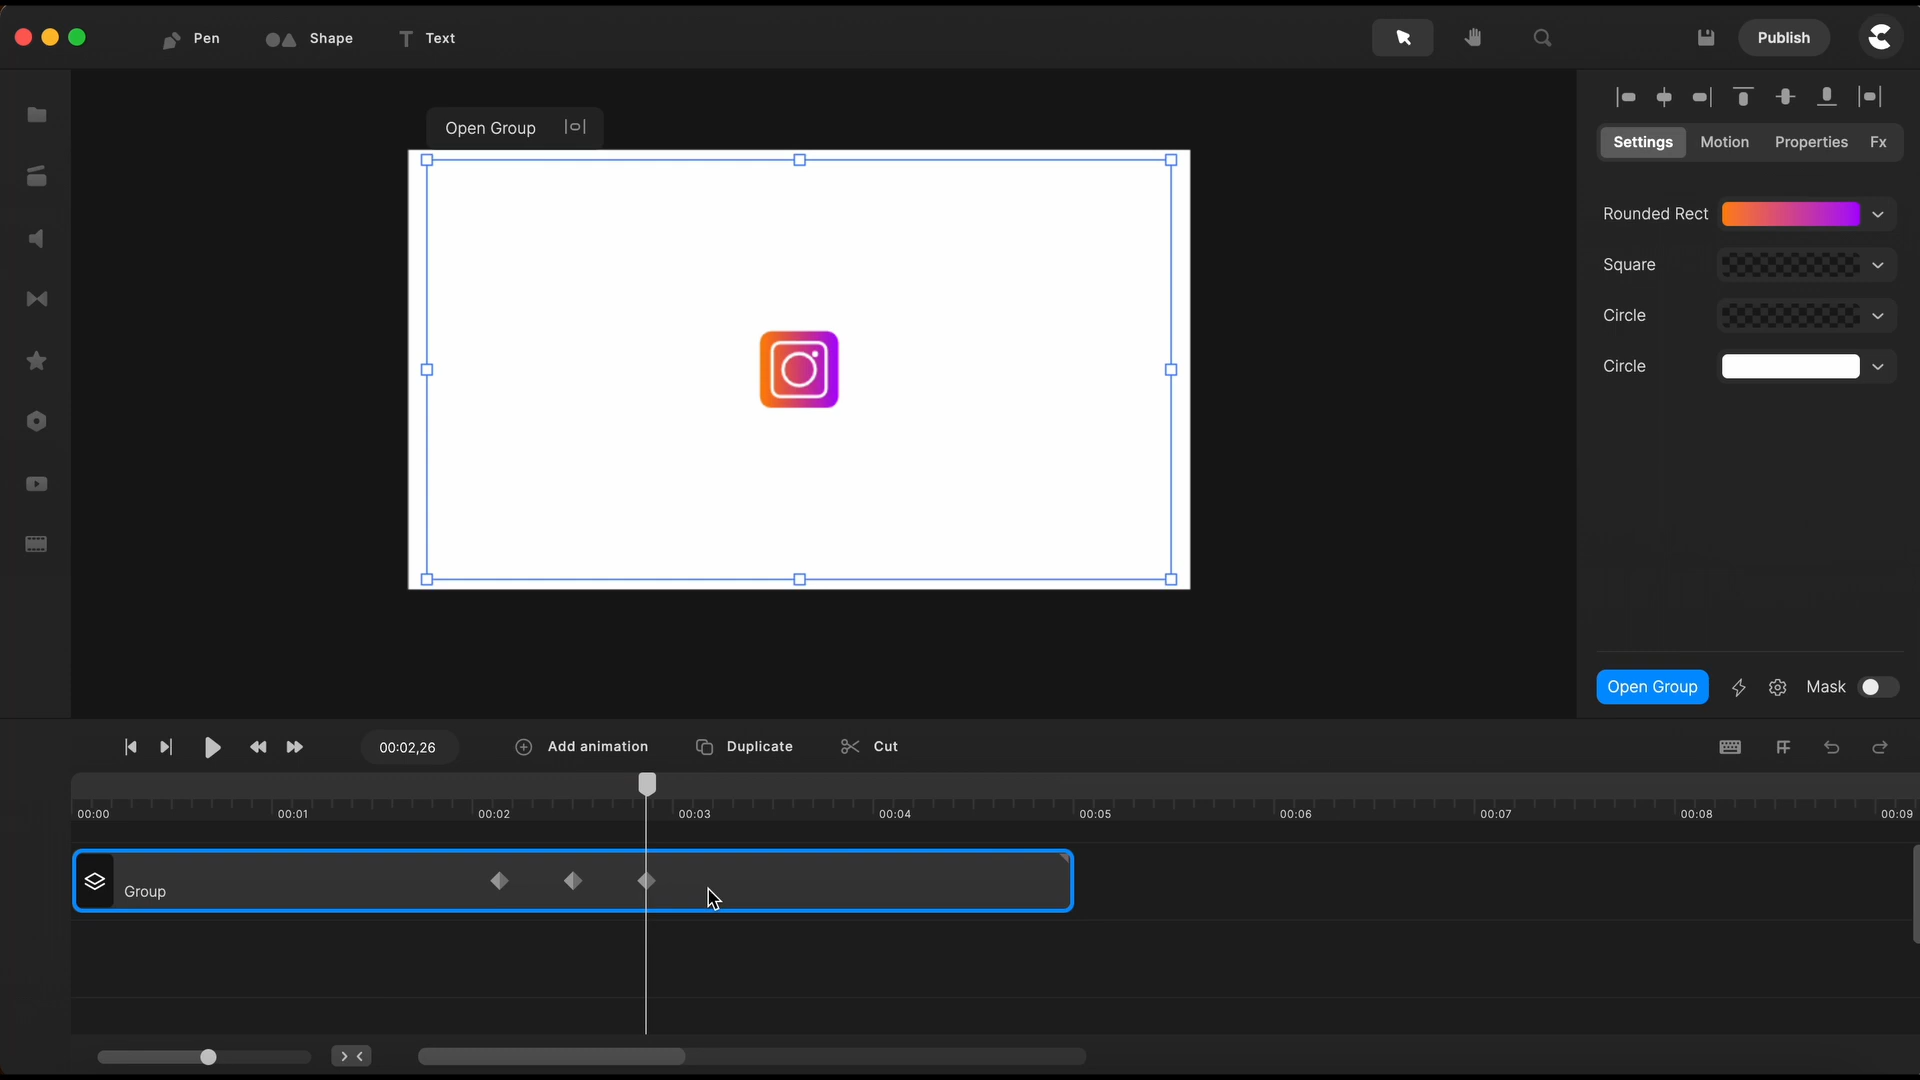 Pen Shape Text Publish
Open Group
Settings Motion Properties Fx
Rounded Rect
Square
Circle
Circle
Open Group Mask
00:02,26 Add animation Duplicate Cut
00:00 00:01 00:02 00:03 00:04 00:05 00:06 00:07 00:08 00:09
Group